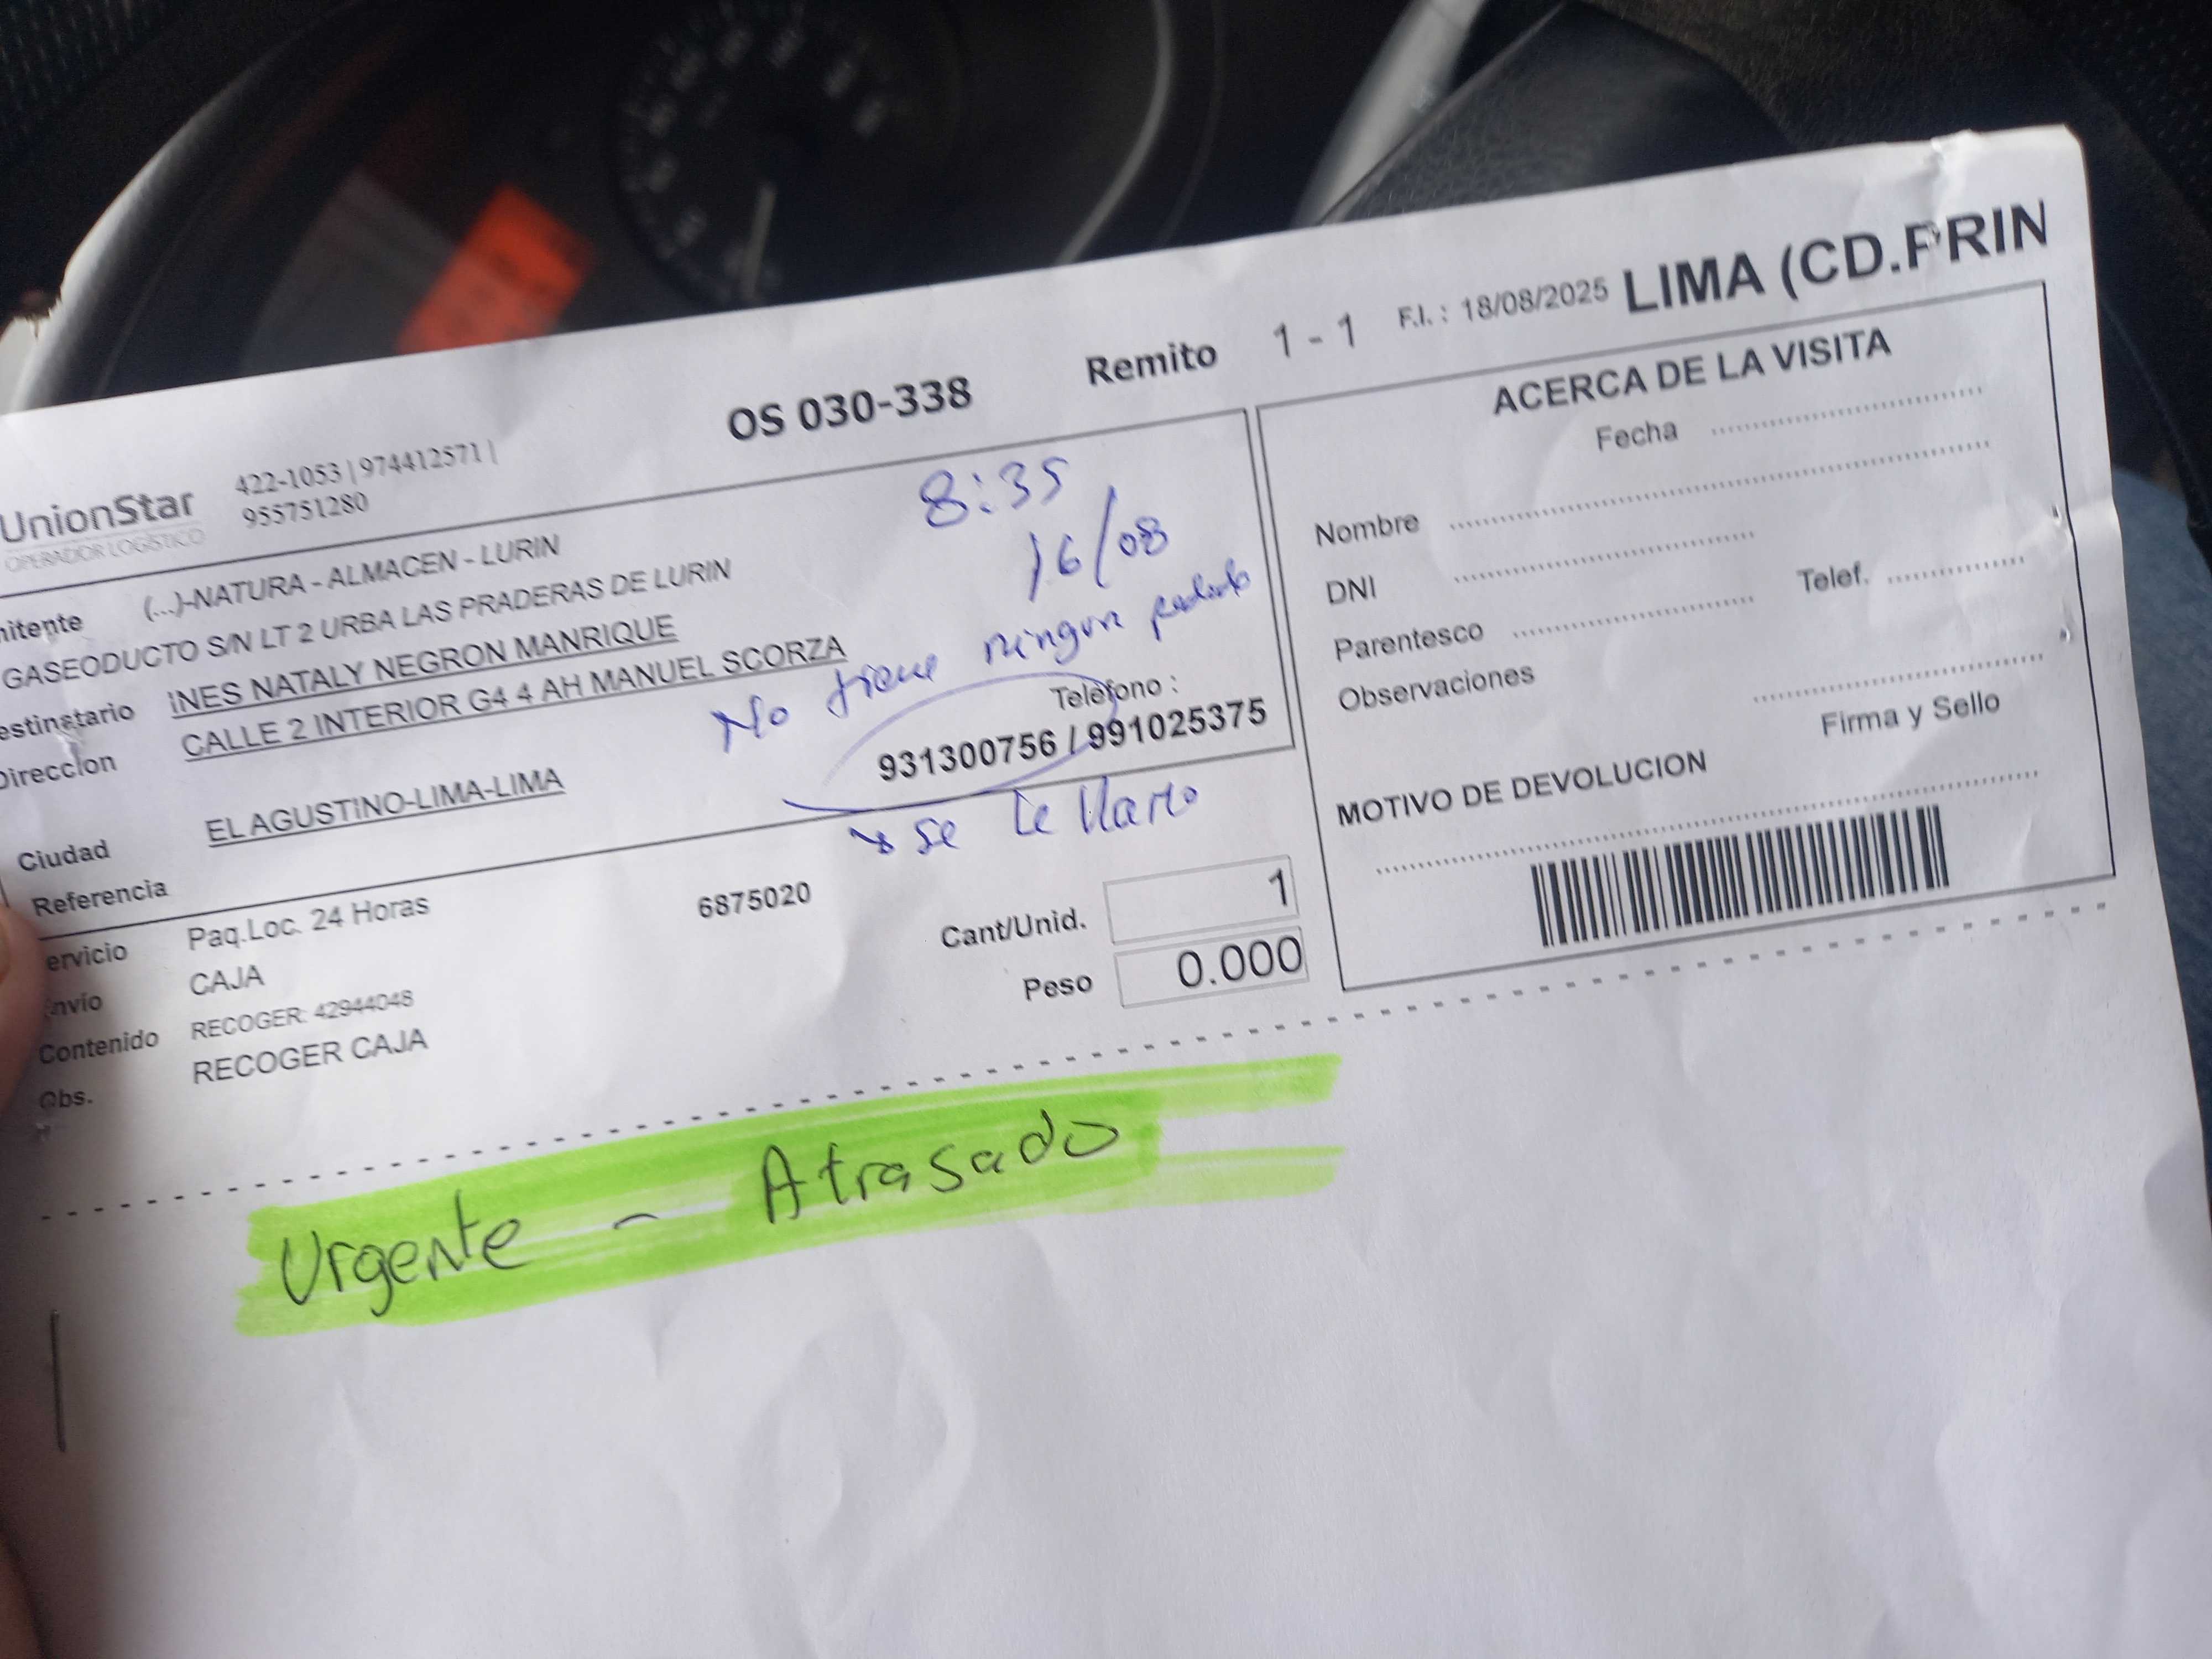 OS 030-338 Remito 1 - 1 F.I. : 18/08/2025 LIMA (CD.PRIN
UnionStar
OPERADOR LOGÍSTICO
422-1053 | 974412571 |
955751280
8:35
16/08
mitente (...)-NATURA - ALMACEN - LURIN
GASEODUCTO S/N LT 2 URBA LAS PRADERAS DE LURIN
estinatario INES NATALY NEGRON MANRIQUE
Direccion CALLE 2 INTERIOR G4 4 AH MANUEL SCORZA
No tiene ningun
Telefono :
931300756 / 991025375
se le llamo
Ciudad EL AGUSTINO-LIMA-LIMA
Referencia
ervicio Paq.Loc. 24 Horas 6875020
Envio CAJA
Contenido RECOGER: 42944048
Obs. RECOGER CAJA
Cant/Unid. 1
Peso 0.000
ACERCA DE LA VISITA
Fecha
Nombre
DNI Telef.
Parentesco
Observaciones
Firma y Sello
MOTIVO DE DEVOLUCION
Urgente - Atrasado